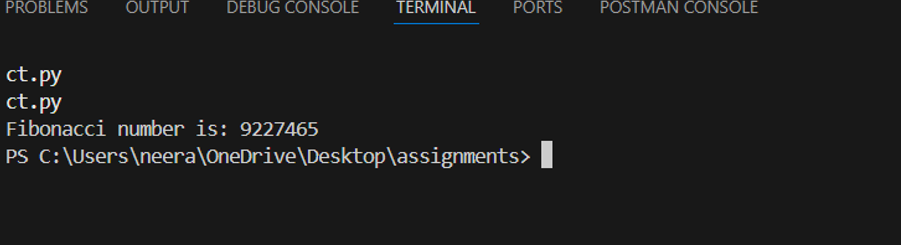 PROBLEMS OUTPUT DEBUG CONSOLE TERMINAL PORTS POSTMAN CONSOLE
ct.py
ct.py
Fibonacci number is: 9227465
PS C:\Users\neera\OneDrive\Desktop\assignments>